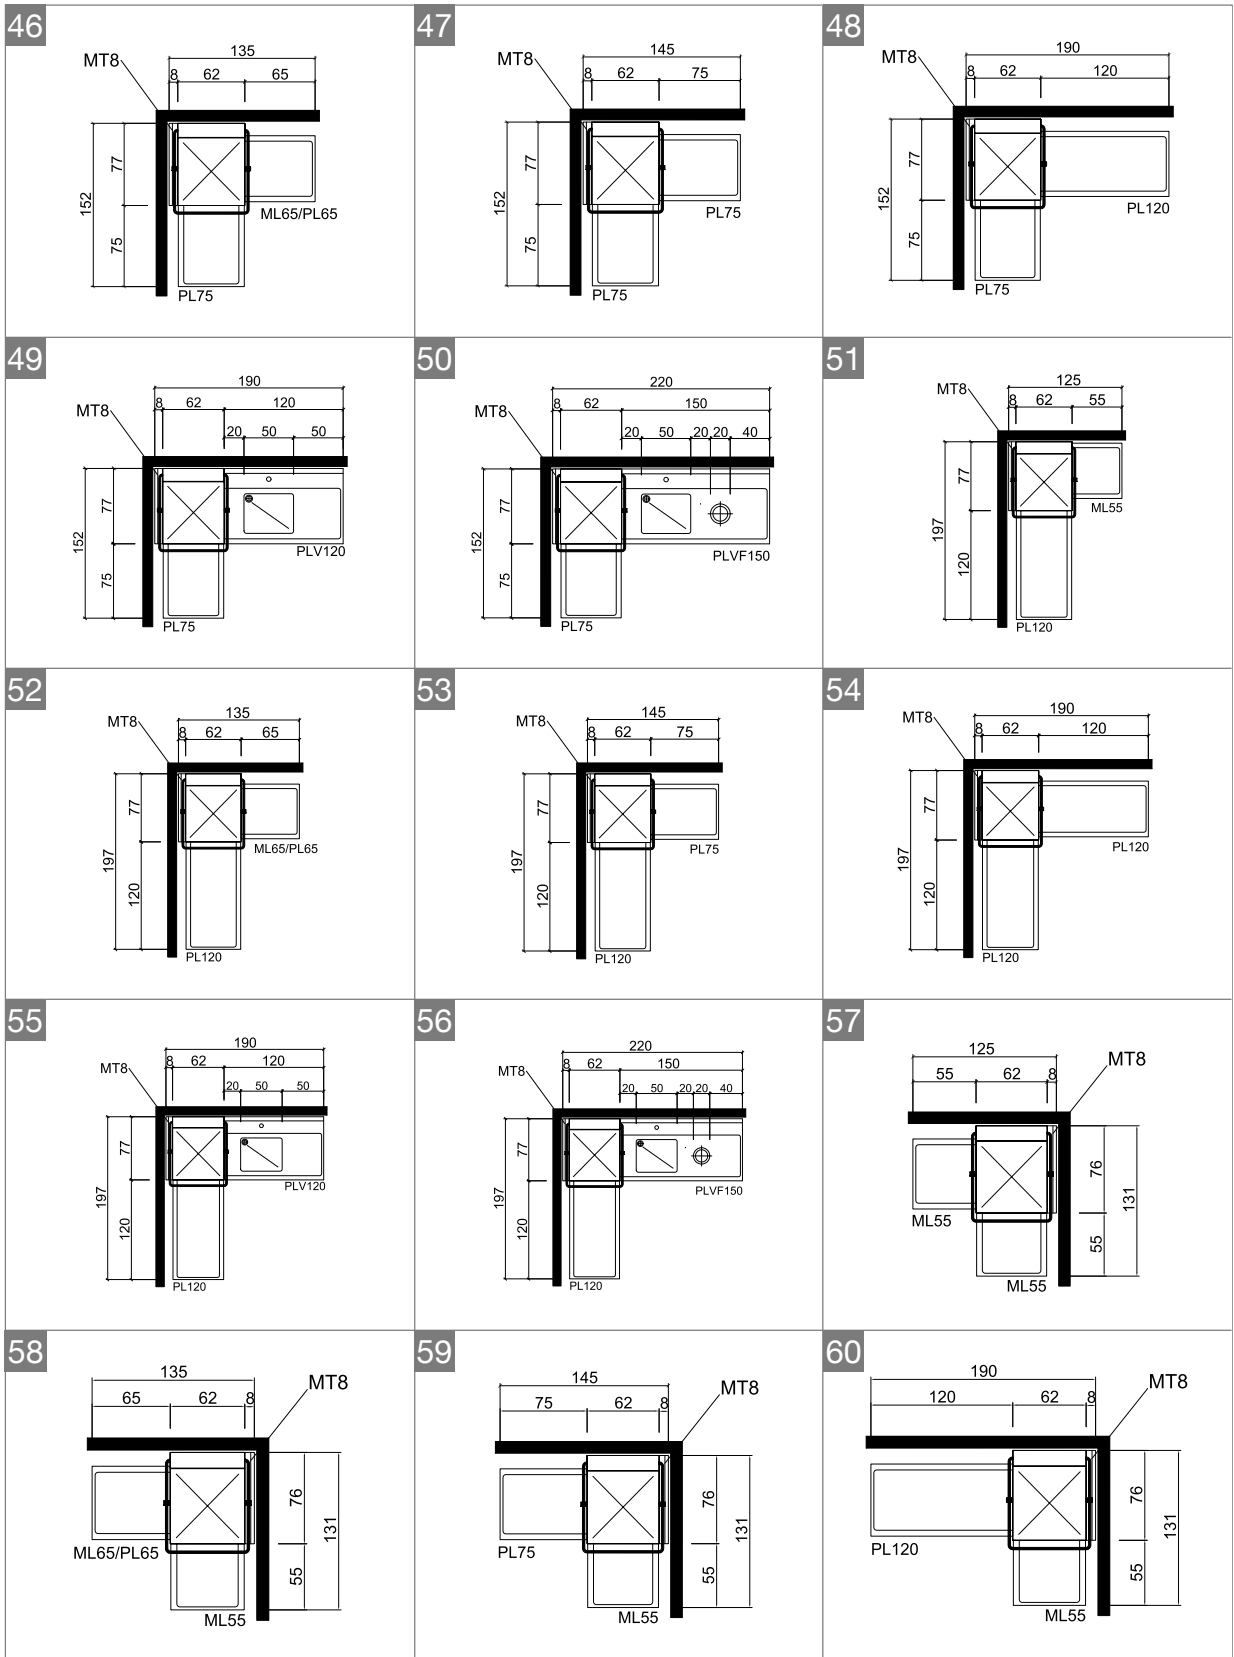 46
135
MT8
8 62 65
77
152
75
ML65/PL65
PL75
47
145
MT8
8 62 75
77
152
75
PL75
PL75
48
190
MT8
8 62 120
77
152
75
PL120
PL75
49
190
MT8
8 62 120
20 50 50
77
152
75
PLV120
PL75
50
220
MT8
8 62 150
20 50 20 20 40
77
152
75
PLVF150
PL75
51
125
MT8
8 62 55
77
197
120
ML55
PL120
52
135
MT8
8 62 65
77
197
120
ML65/PL65
PL120
53
145
MT8
8 62 75
77
197
120
PL75
PL120
54
190
MT8
8 62 120
77
197
120
PL120
PL120
55
190
MT8
8 62 120
20 50 50
77
197
120
PLV120
PL120
56
220
MT8
8 62 150
20 50 20 20 40
77
197
120
PLVF150
PL120
57
125
MT8
55 62 8
76
131
55
ML55
ML55
58
135
MT8
65 62 8
76
131
55
ML65/PL65
ML55
59
145
MT8
75 62 8
76
131
55
PL75
ML55
60
190
MT8
120 62 8
76
131
55
PL120
ML55